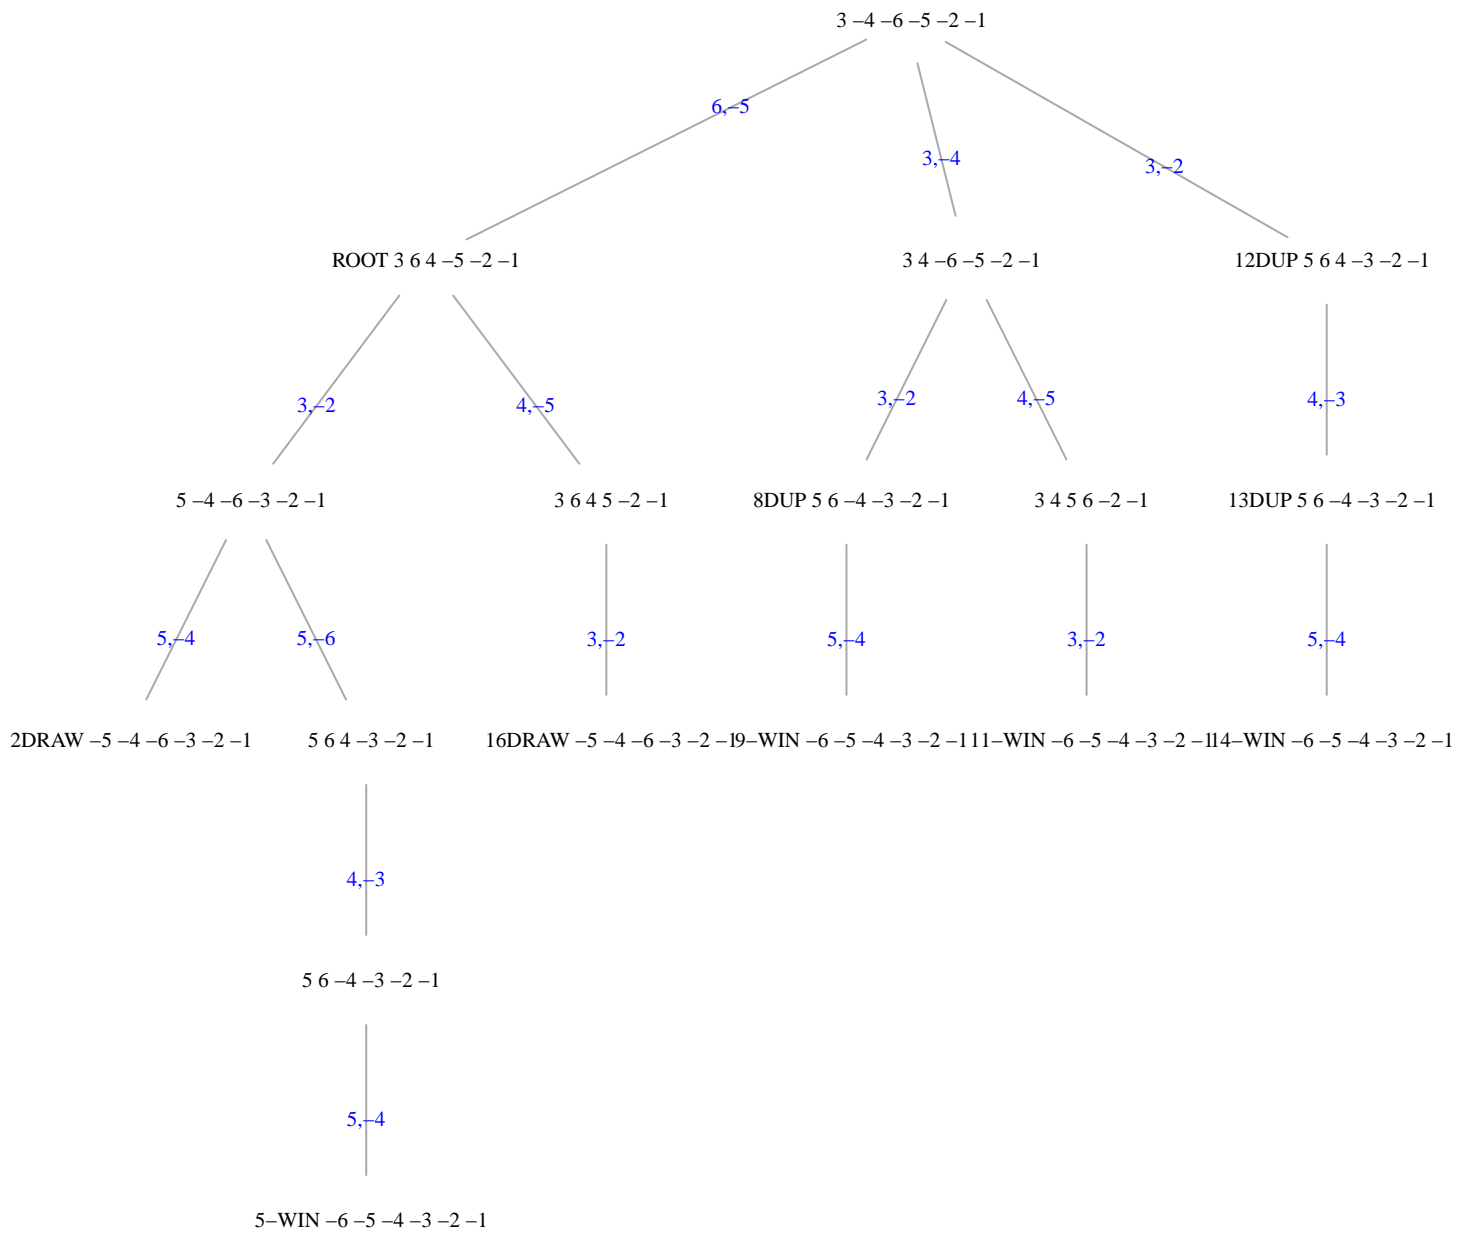 3 –4 –6 –5 –2 –1
6,–5
3,–4
3,–2
ROOT 3 6 4 –5 –2 –1
3 4 –6 –5 –2 –1
12DUP 5 6 4 –3 –2 –1
3,–2
4,–5
3,–2
4,–5
4,–3
5 –4 –6 –3 –2 –1
3 6 4 5 –2 –1
8DUP 5 6 –4 –3 –2 –1
3 4 5 6 –2 –1
13DUP 5 6 –4 –3 –2 –1
5,–4
5,–6
3,–2
5,–4
3,–2
5,–4
2DRAW –5 –4 –6 –3 –2 –1
5 6 4 –3 –2 –1
16DRAW –5 –4 –6 –3 –2 –1
9–WIN –6 –5 –4 –3 –2 –1
11–WIN –6 –5 –4 –3 –2 –1
14–WIN –6 –5 –4 –3 –2 –1
4,–3
5 6 –4 –3 –2 –1
5,–4
5–WIN –6 –5 –4 –3 –2 –1